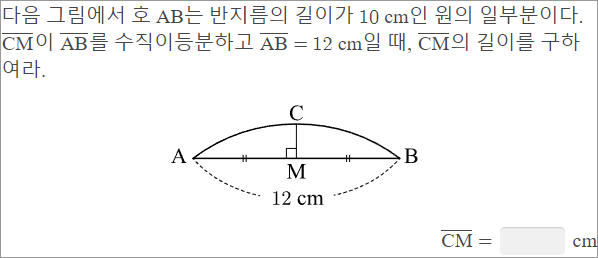 다음 그림에서 호 AB는 반지름의 길이가 10 cm인 원의 일부분이다.
CM이 AB를 수직이등분하고 AB = 12 cm일 때, CM의 길이를 구하
여라.
C
A
B
M
12 cm
CM = cm